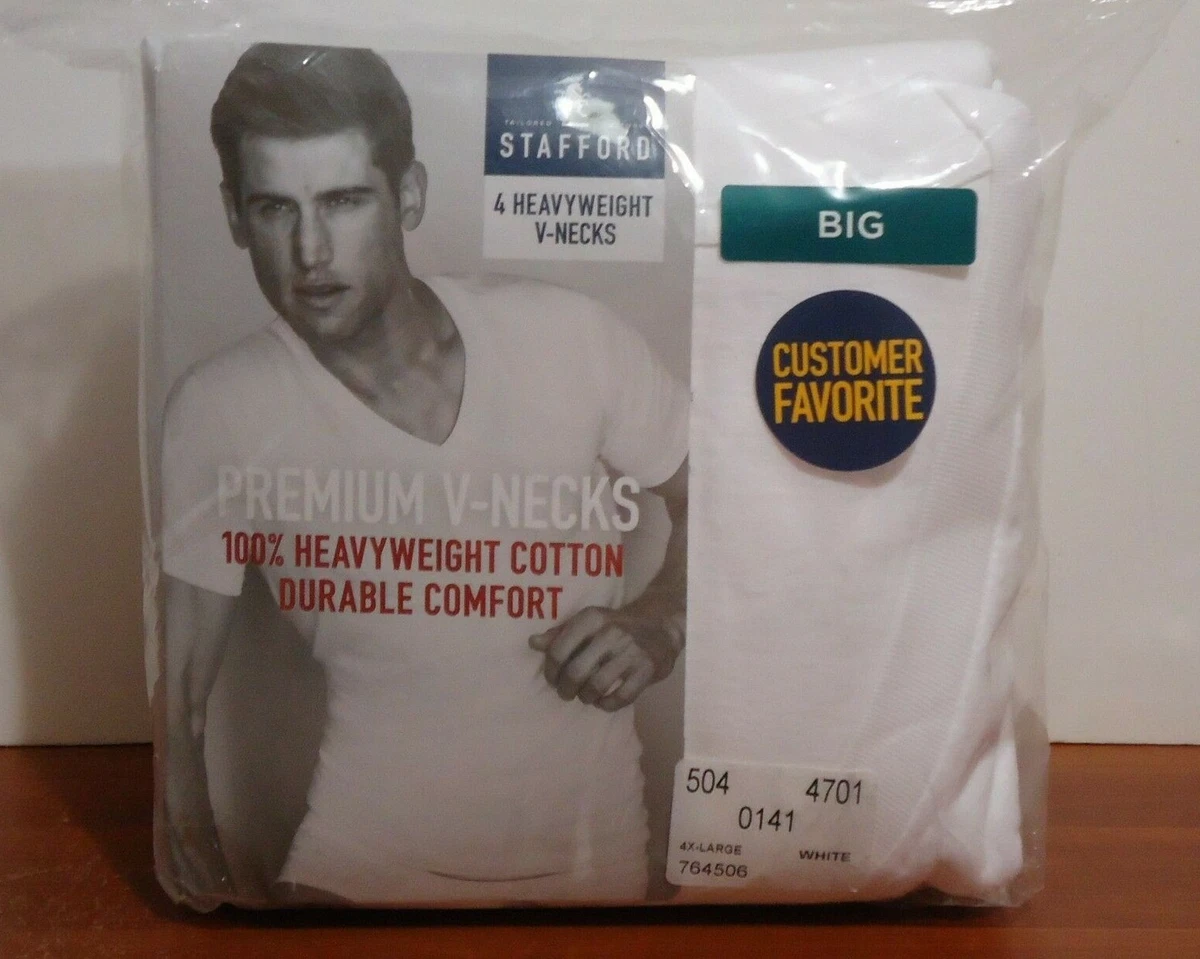 TAILORED
STAFFORD
4 HEAVYWEIGHT
V-NECKS
BIG
CUSTOMER
FAVORITE
PREMIUM V-NECKS
100% HEAVYWEIGHT COTTON
DURABLE COMFORT
504 4701
0141
4X-LARGE WHITE
764506